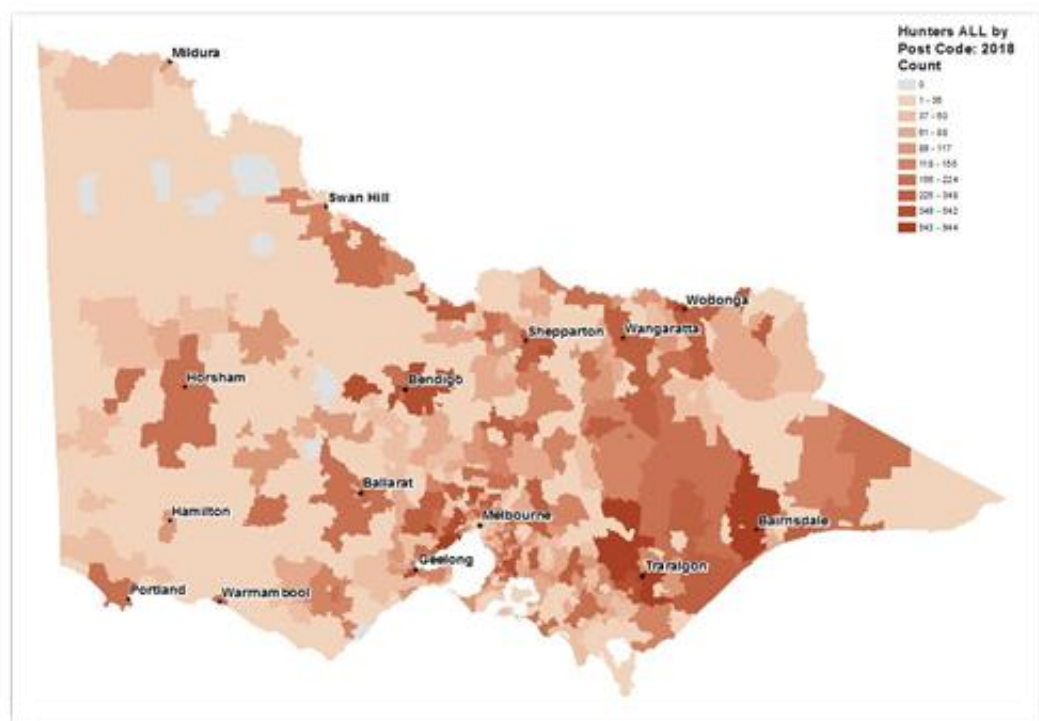 Hunters ALL by
Post Code: 2018
Count
0
1 - 36
Mildura
Swan Hill
Wodonga
Shepparton
Wangaratta
Horsham
Bendigo
Ballarat
Hamilton
Melbourne
Bairnsdale
Geelong
Traralgon
Portland
Warrnambool